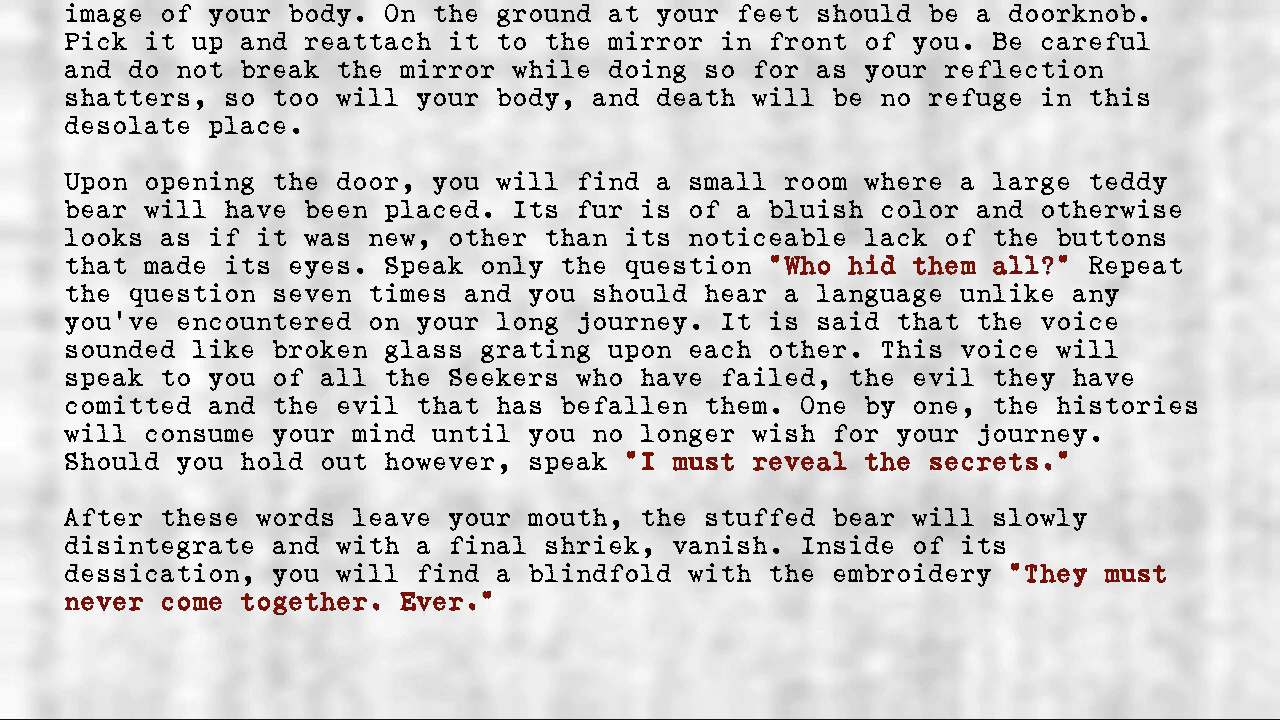 image of your body. On the ground at your feet should be a doorknob.
Pick it up and reattach it to the mirror in front of you. Be careful
and do not break the mirror while doing so for as your reflection
shatters, so too will your body, and death will be no refuge in this
desolate place.
Upon opening the door, you will find a small room where a large teddy
bear will have been placed. Its fur is of a bluish color and otherwise
looks as if it was new, other than its noticeable lack of the buttons
that made its eyes. Speak only the question "Who hid them all?" Repeat
the question seven times and you should hear a language unlike any
you've encountered on your long journey. It is said that the voice
sounded like broken glass grating upon each other. This voice will
speak to you of all the Seekers who have failed, the evil they have
comitted and the evil that has befallen them. One by one, the histories
will consume your mind until you no longer wish for your journey.
Should you hold out however, speak "I must reveal the secrets."
After these words leave your mouth, the stuffed bear will slowly
disintegrate and with a final shriek, vanish. Inside of its
dessication, you will find a blindfold with the embroidery "They must
never come together. Ever."